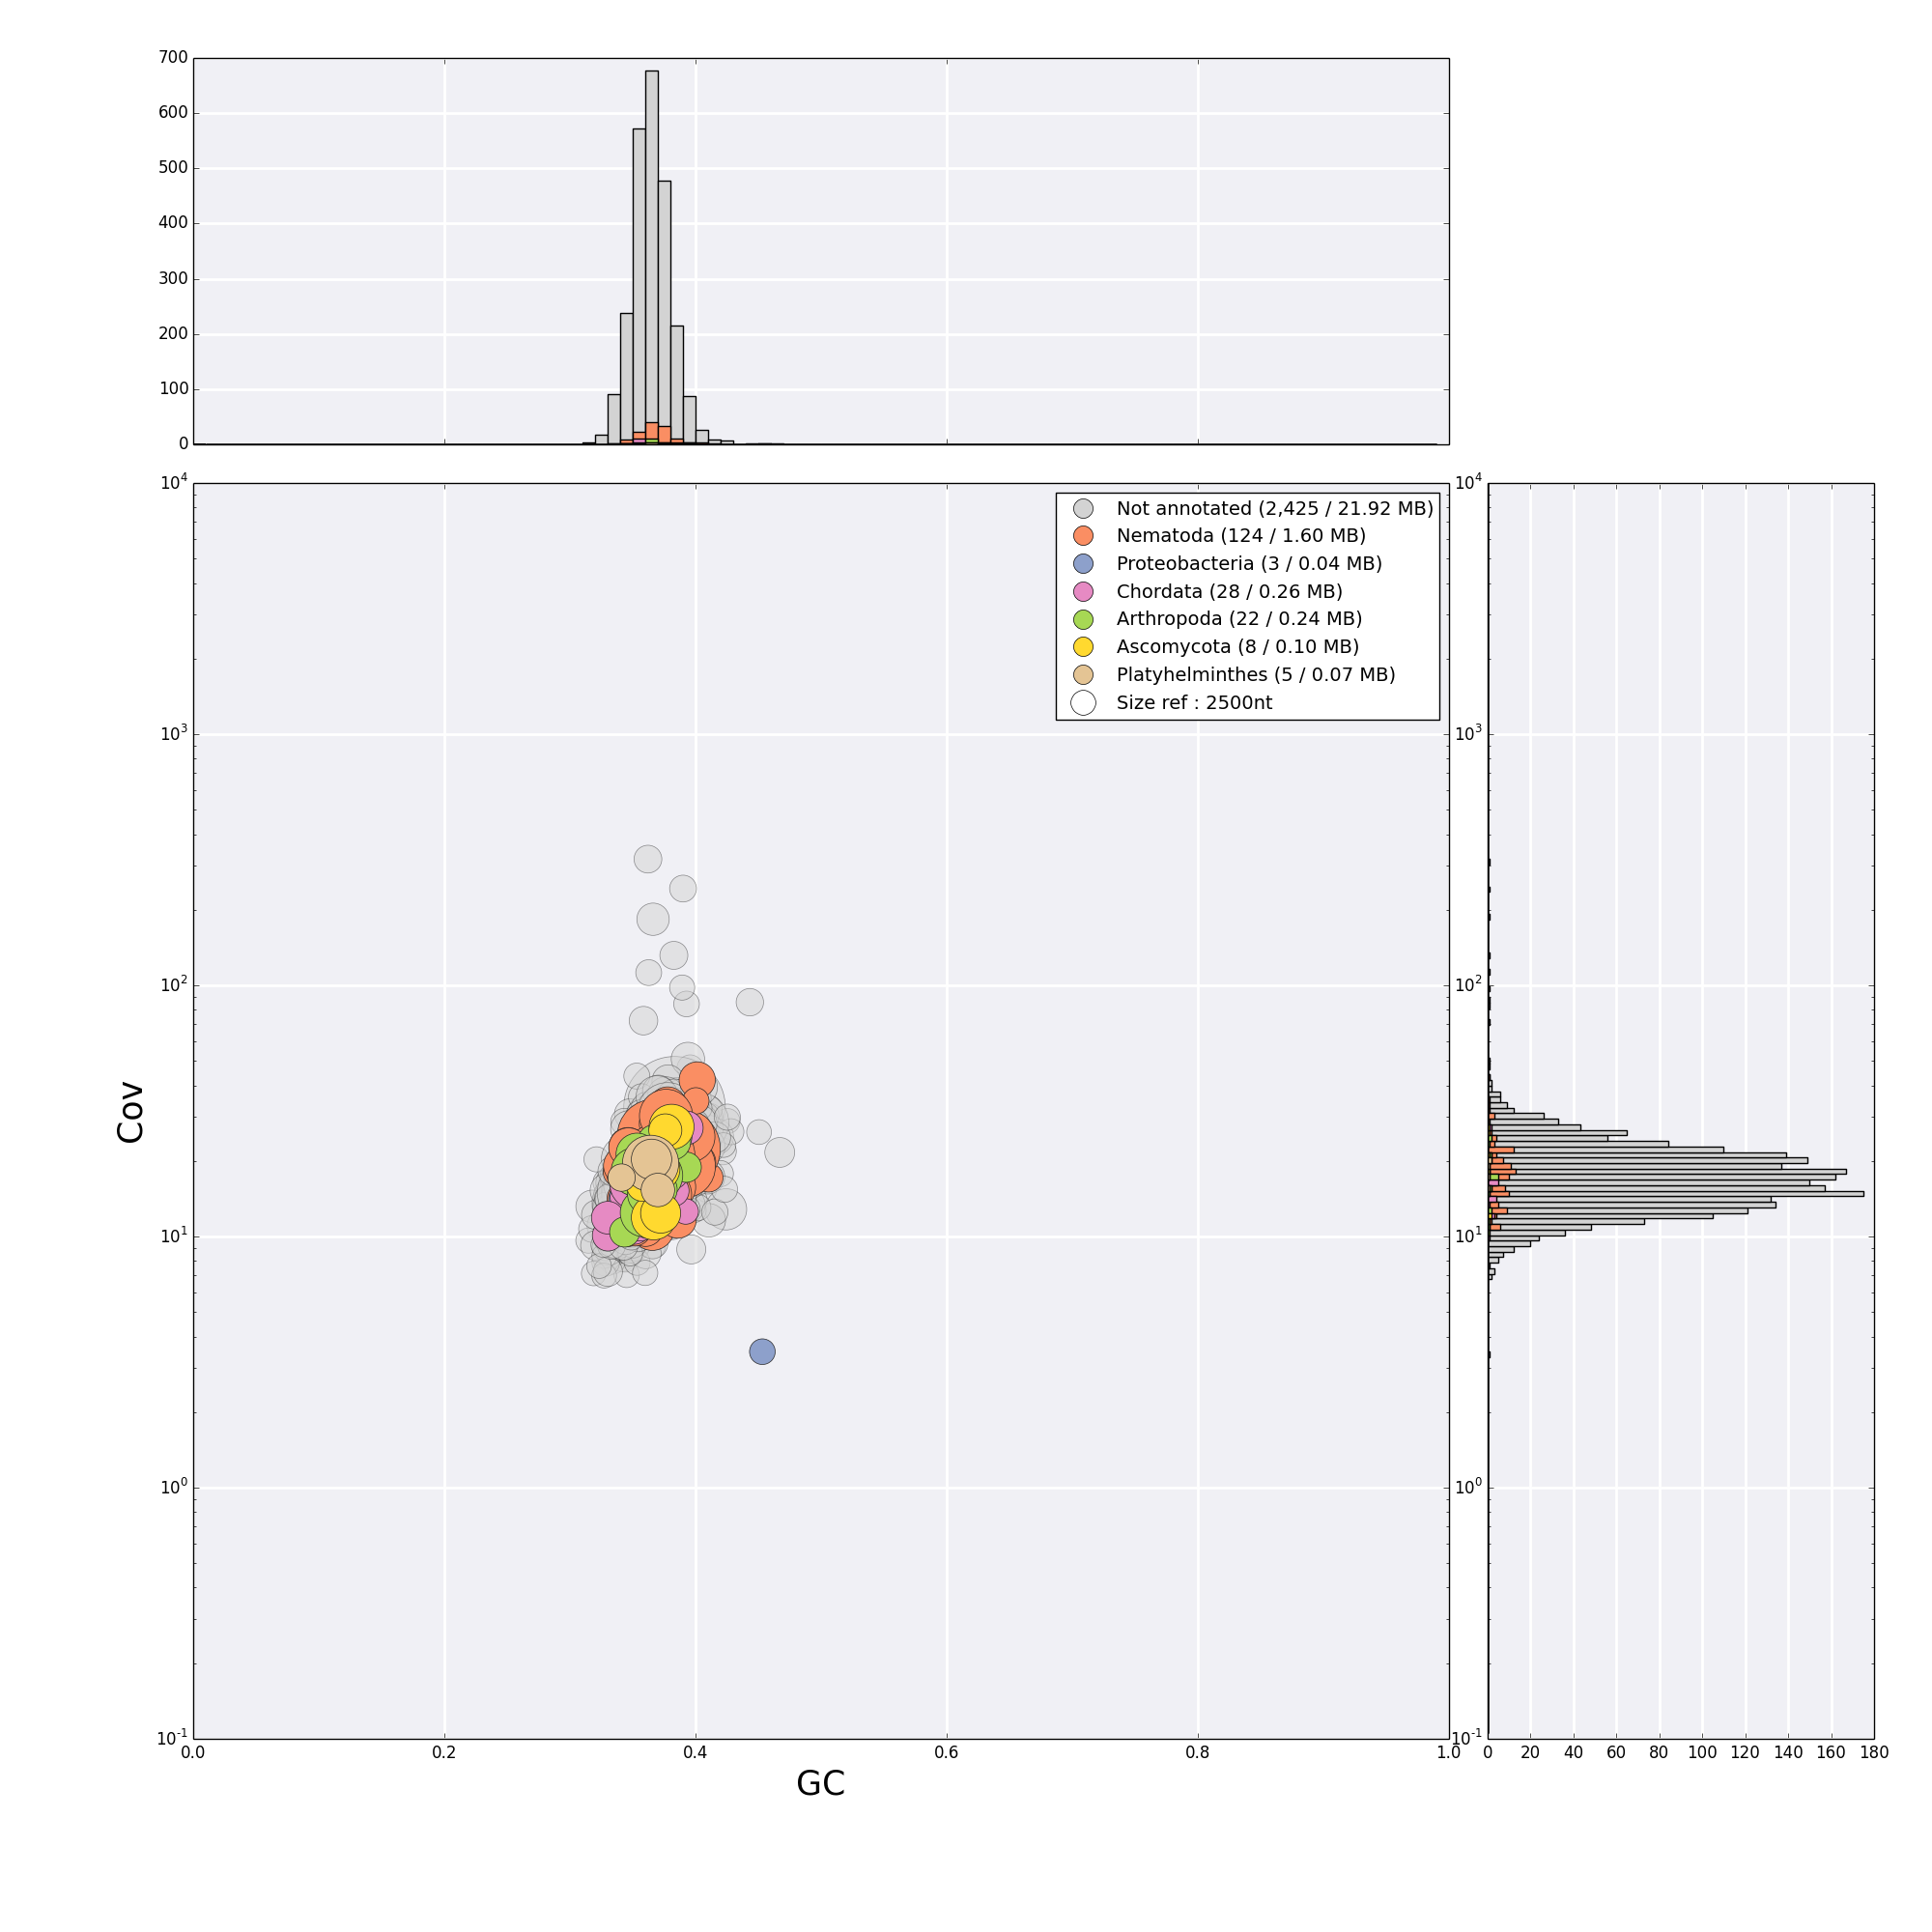 700
600
500
400
300
200
100
0
10^4
10^3
10^2
10^1
10^0
10^-1
Cov
0.0 0.2 0.4 0.6 0.8 1.0
GC
Not annotated (2,425 / 21.92 MB)
Nematoda (124 / 1.60 MB)
Proteobacteria (3 / 0.04 MB)
Chordata (28 / 0.26 MB)
Arthropoda (22 / 0.24 MB)
Ascomycota (8 / 0.10 MB)
Platyhelminthes (5 / 0.07 MB)
Size ref : 2500nt
10^4
10^3
10^2
10^1
10^0
10^-1
0 20 40 60 80 100 120 140 160 180